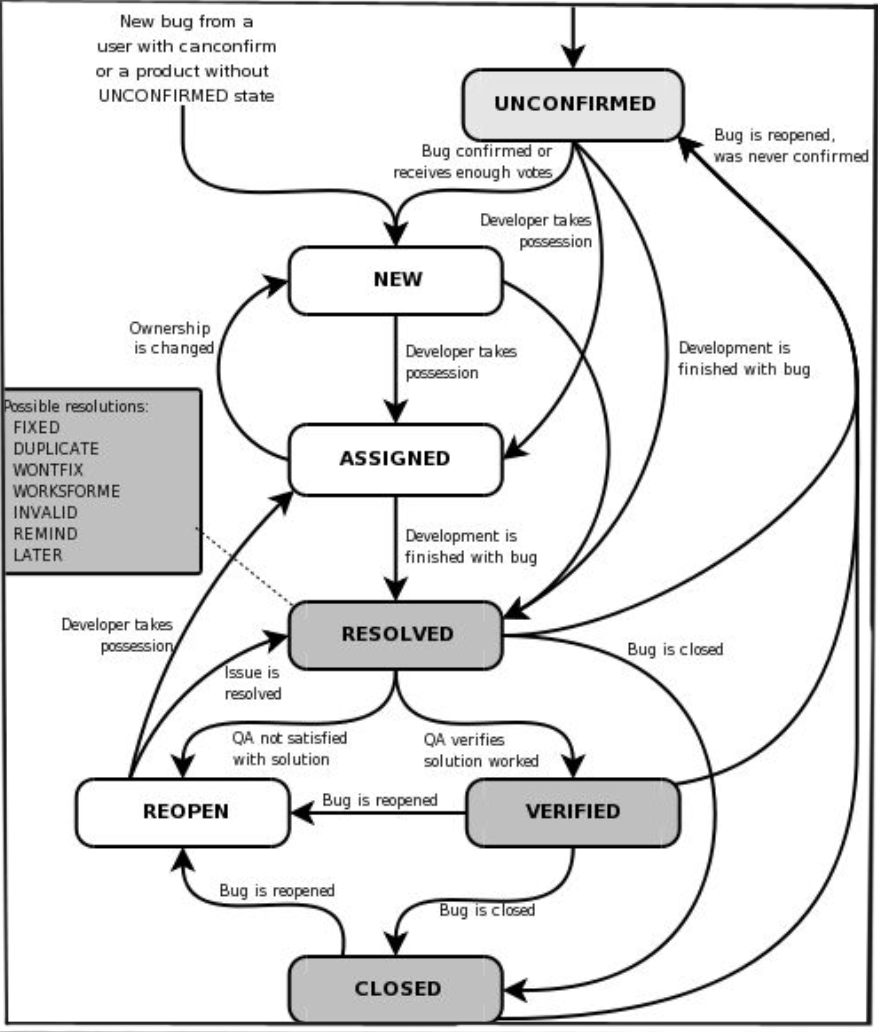 New bug from a
user with canconfirm
or a product without
UNCONFIRMED state
UNCONFIRMED
Bug is reopened,
was never confirmed
Bug confirmed or
receives enough votes
Developer takes
possession
NEW
Ownership
is changed
Developer takes
possession
Development is
finished with bug
Possible resolutions:
FIXED
DUPLICATE
WONTFIX
WORKSFORME
INVALID
REMIND
LATER
ASSIGNED
Development is
finished with bug
Developer takes
possession
RESOLVED
Bug is closed
Issue is
resolved
QA not satisfied
with solution
QA verifies
solution worked
REOPEN
Bug is reopened
VERIFIED
Bug is reopened
Bug is closed
CLOSED